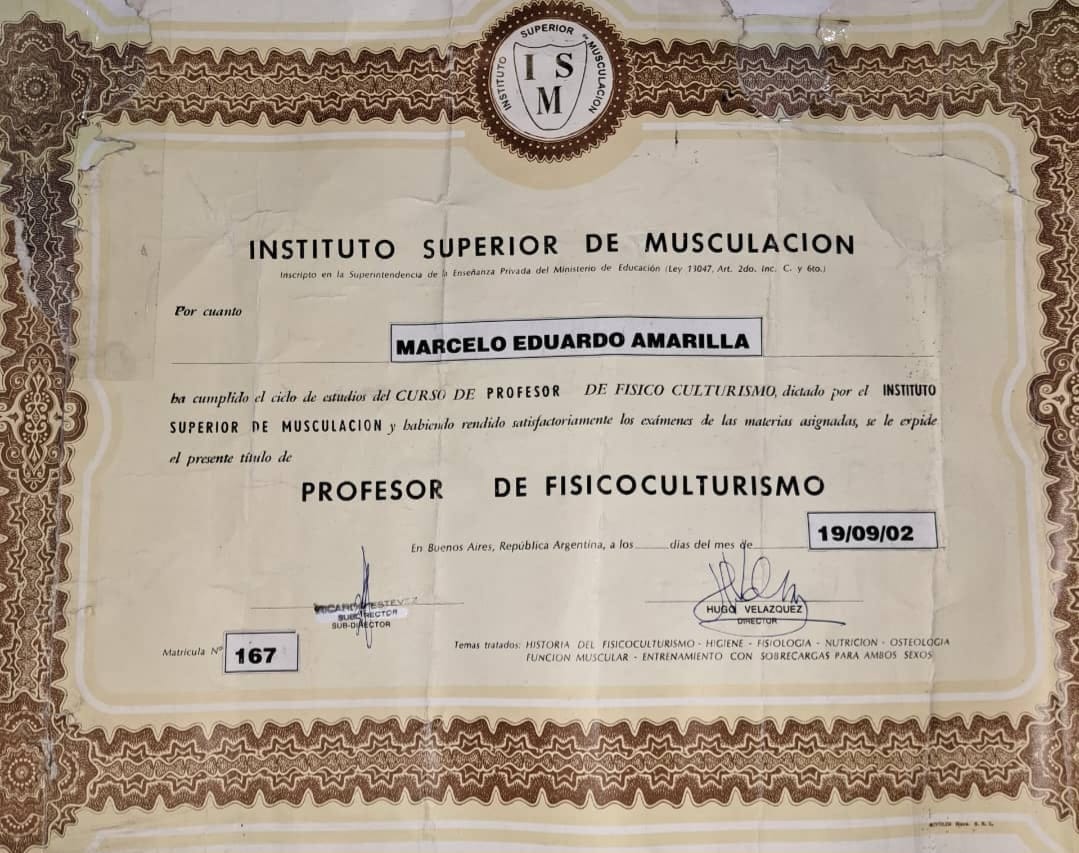 INSTITUTO SUPERIOR DE MUSCULACION
I S
M
INSTITUTO SUPERIOR DE MUSCULACION
Inscripto en la Superintendencia de la Enseñanza Privada del Ministerio de Educación (Ley 13047, Art. 2do. Inc. C. y 6to.)
Por cuanto
MARCELO EDUARDO AMARILLA
ha cumplido el ciclo de estudios del CURSO DE PROFESOR DE FISICO CULTURISMO, dictado por el INSTITUTO
SUPERIOR DE MUSCULACION y habiendo rendido satisfactoriamente los exámenes de las materias asignadas, se le expide
el presente título de
PROFESOR DE FISICOCULTURISMO
19/09/02
En Buenos Aires, República Argentina, a los ______ días del mes de
RICARDO ESTEVEZ
SUBDIRECTOR
SUB-DIRECTOR
HUGO VELAZQUEZ
DIRECTOR
Matrícula Nº 167
Temas tratados: HISTORIA DEL FISICOCULTURISMO - HIGIENE - FISIOLOGIA - NUTRICION - OSTEOLOGIA
FUNCION MUSCULAR - ENTRENAMIENTO CON SOBRECARGAS PARA AMBOS SEXOS